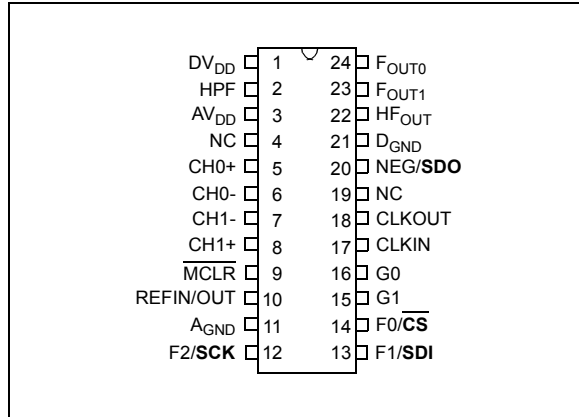 DVDD 1 24 FOUT0
HPF 2 23 FOUT1
AVDD 3 22 HFOUT
NC 4 21 DGND
CH0+ 5 20 NEG/SDO
CH0- 6 19 NC
CH1- 7 18 CLKOUT
CH1+ 8 17 CLKIN
MCLR 9 16 G0
REFIN/OUT 10 15 G1
AGND 11 14 F0/CS
F2/SCK 12 13 F1/SDI